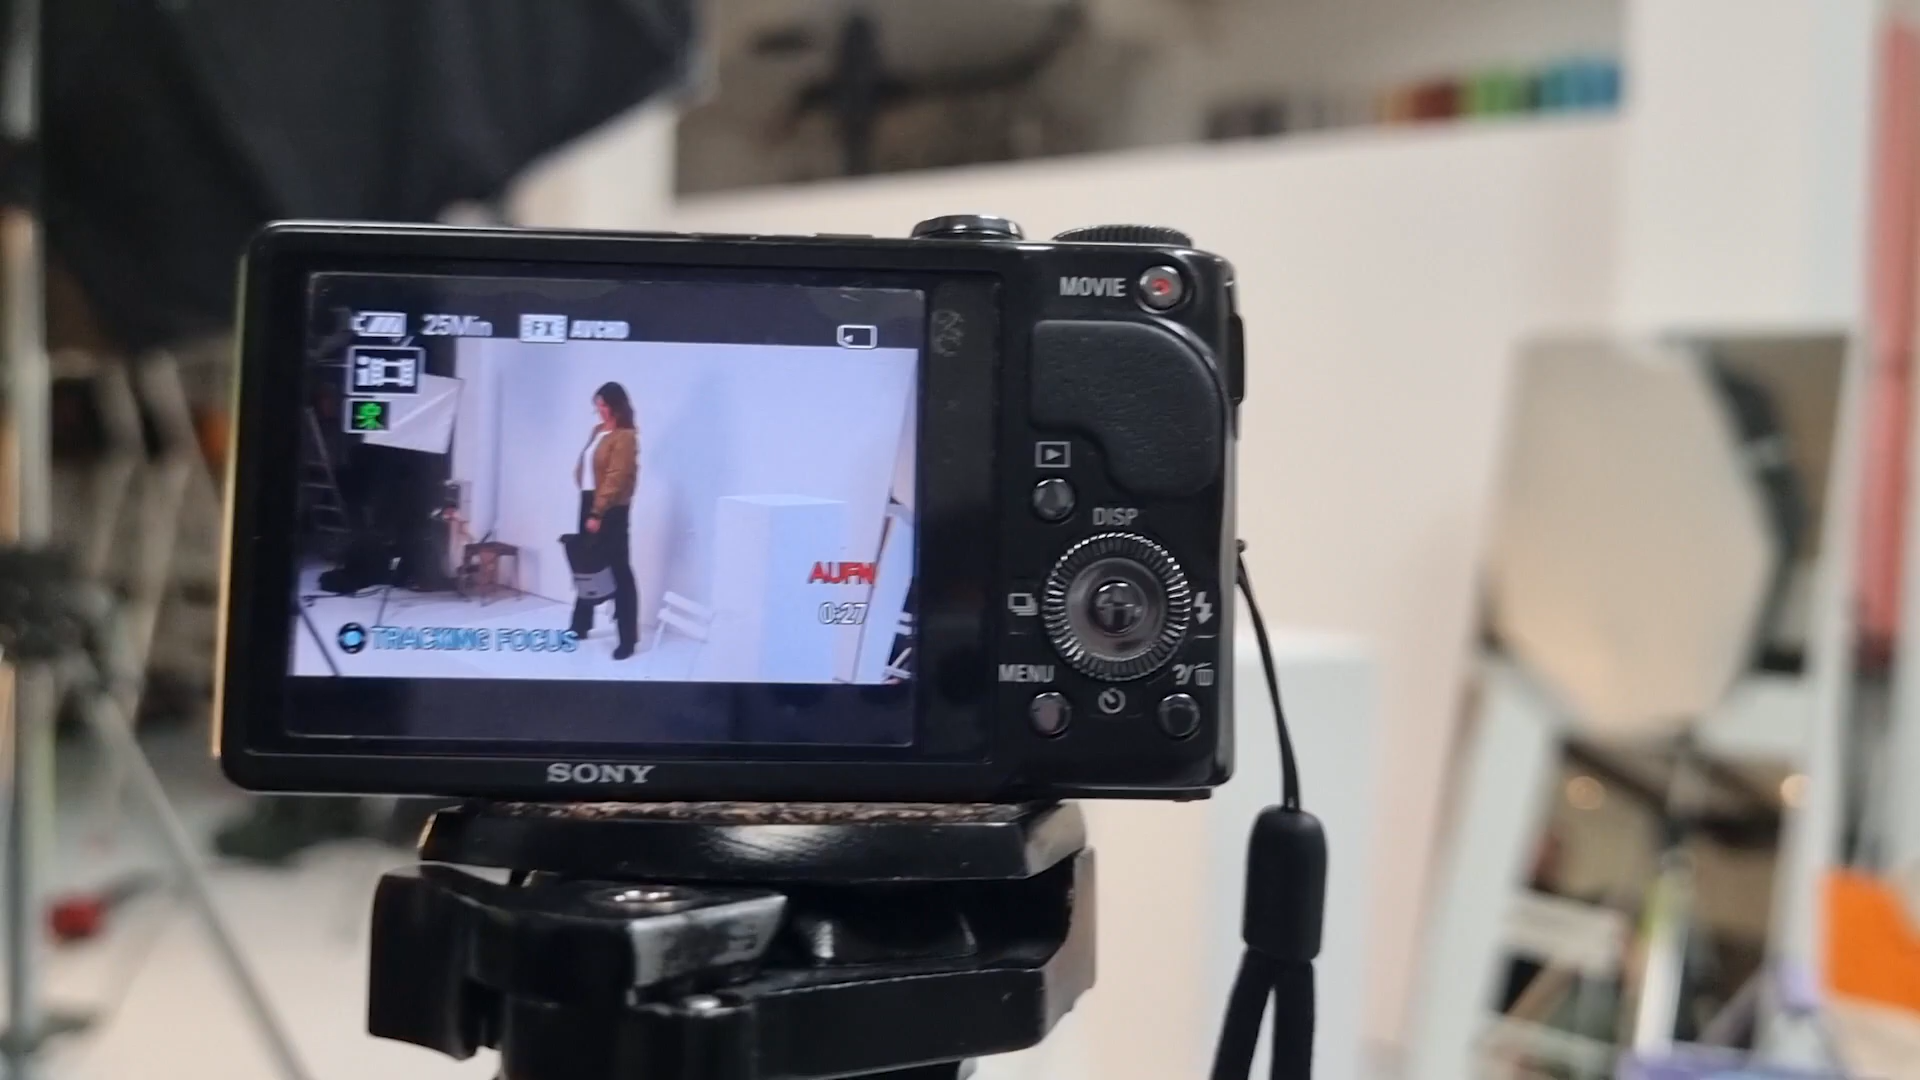 MOVIE
25Min FX AVCHD
DISP
AUFN
0:27
TRACKING FOCUS
MENU ?/
SONY